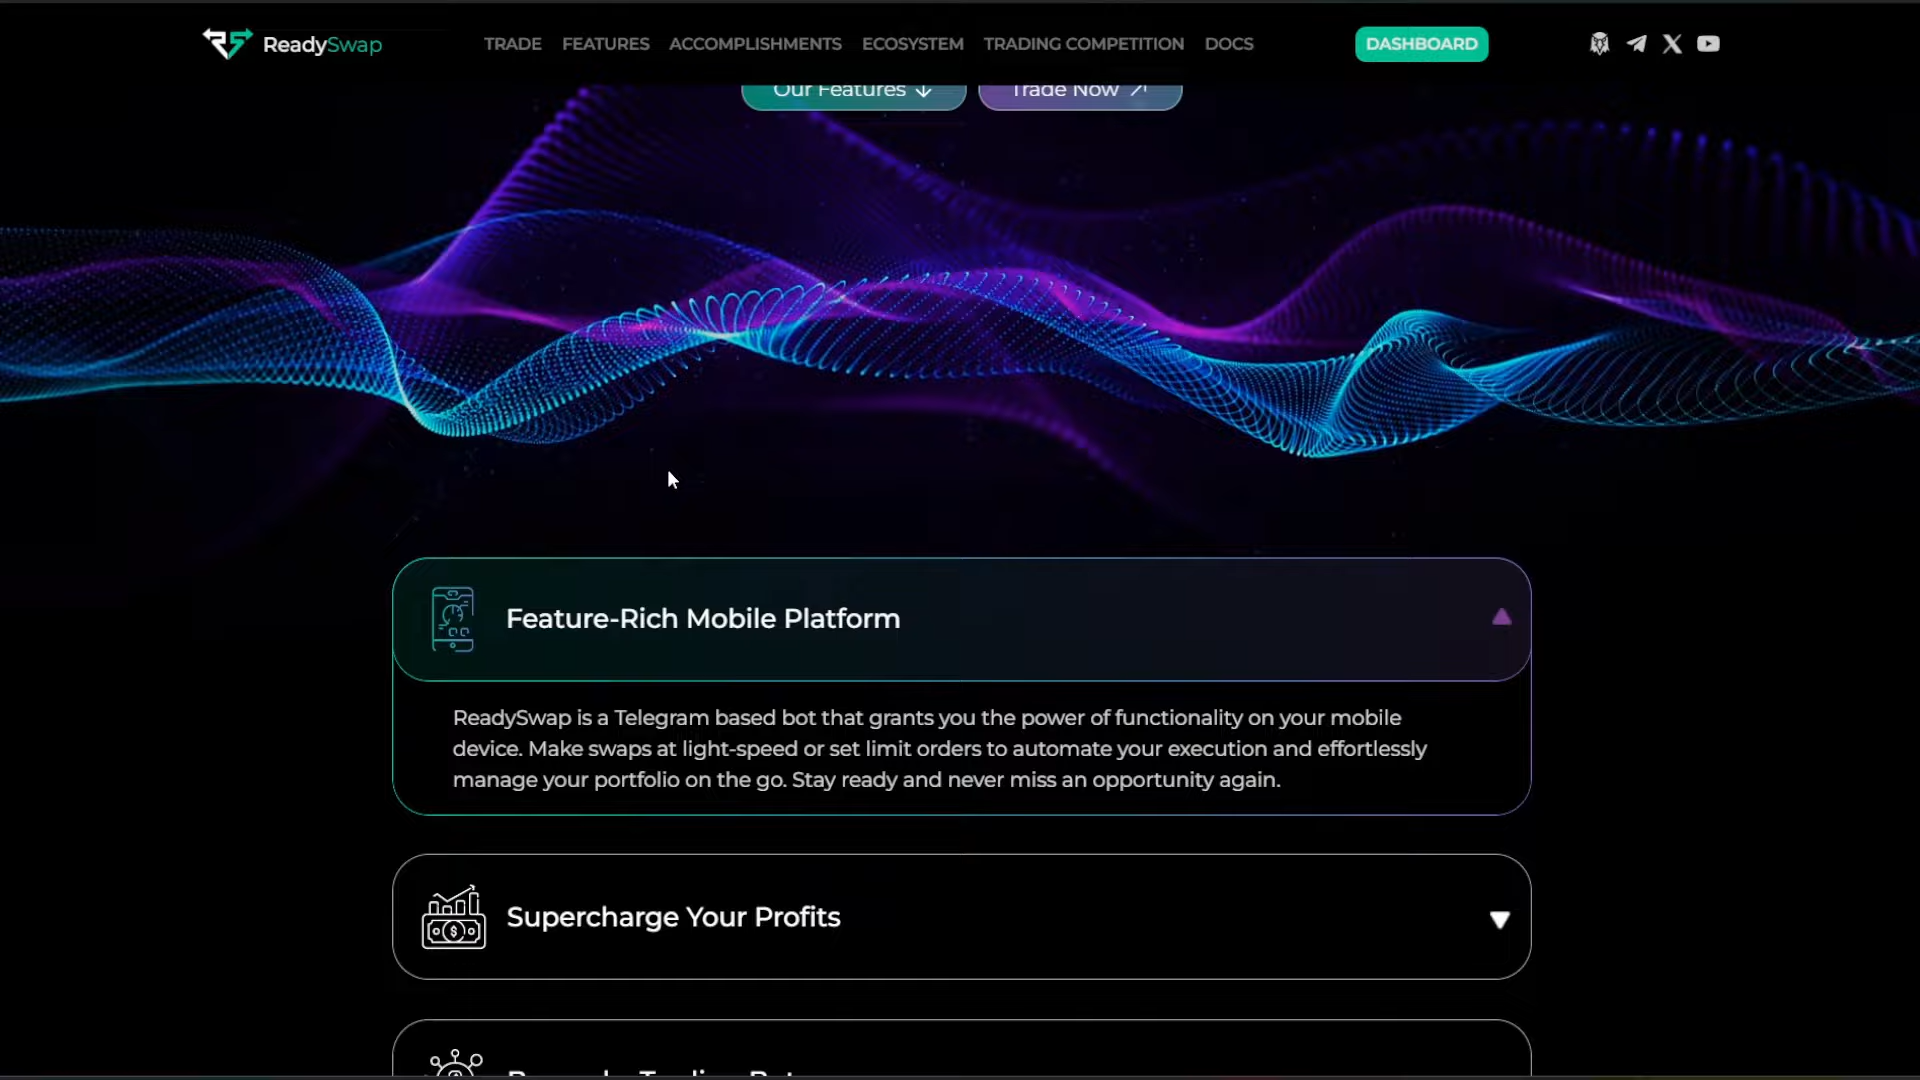 ReadySwap
TRADE FEATURES ACCOMPLISHMENTS ECOSYSTEM TRADING COMPETITION DOCS
DASHBOARD
Our Features ↓
Trade Now ↗
Feature-Rich Mobile Platform
ReadySwap is a Telegram based bot that grants you the power of functionality on your mobile
device. Make swaps at light-speed or set limit orders to automate your execution and effortlessly
manage your portfolio on the go. Stay ready and never miss an opportunity again.
Supercharge Your Profits